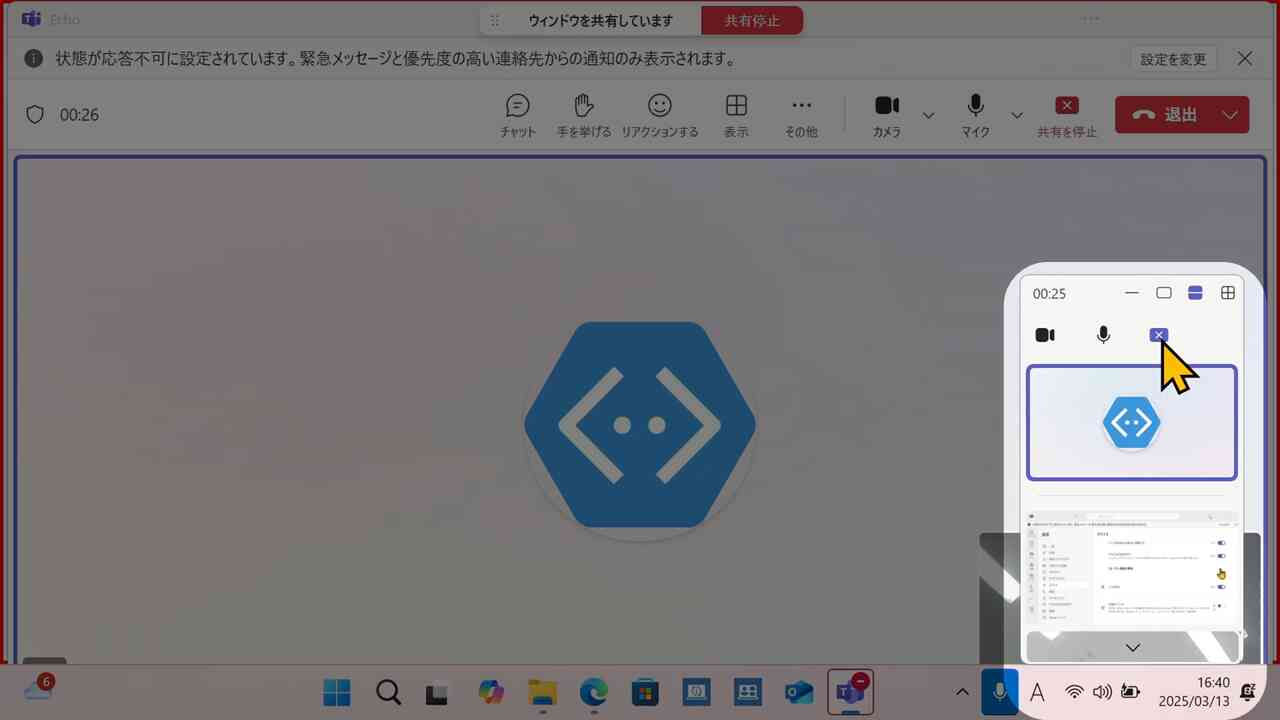 Echo
ウィンドウを共有しています
共有停止
状態が応答不可に設定されています。緊急メッセージと優先度の高い連絡先からの通知のみ表示されます。
設定を変更
00:26
チャット
手を挙げる
リアクションする
表示
その他
カメラ
マイク
共有を停止
退出
00:25
6
A
16:40
2025/03/13